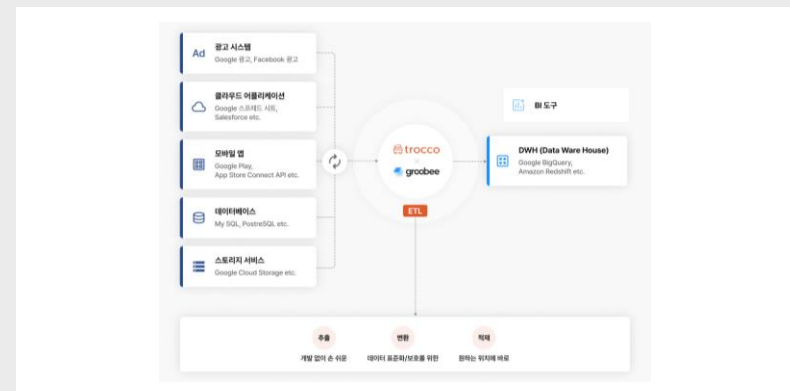 Ad
광고 시스템
Google 광고, Facebook 광고
클라우드 어플리케이션
Google 스프레드 시트,
Salesforce etc.
모바일 앱
Google Play,
App Store Connect API etc.
데이터베이스
My SQL, PostreSQL etc.
스토리지 서비스
Google Cloud Storage etc.
trocco
×
groobee
ETL
BI 도구
DWH (Data Ware House)
Google BigQuery,
Amazon Redshift etc.
추출
개발 없이 손 쉬운
변환
데이터 표준화/보호를 위한
적재
원하는 위치에 바로